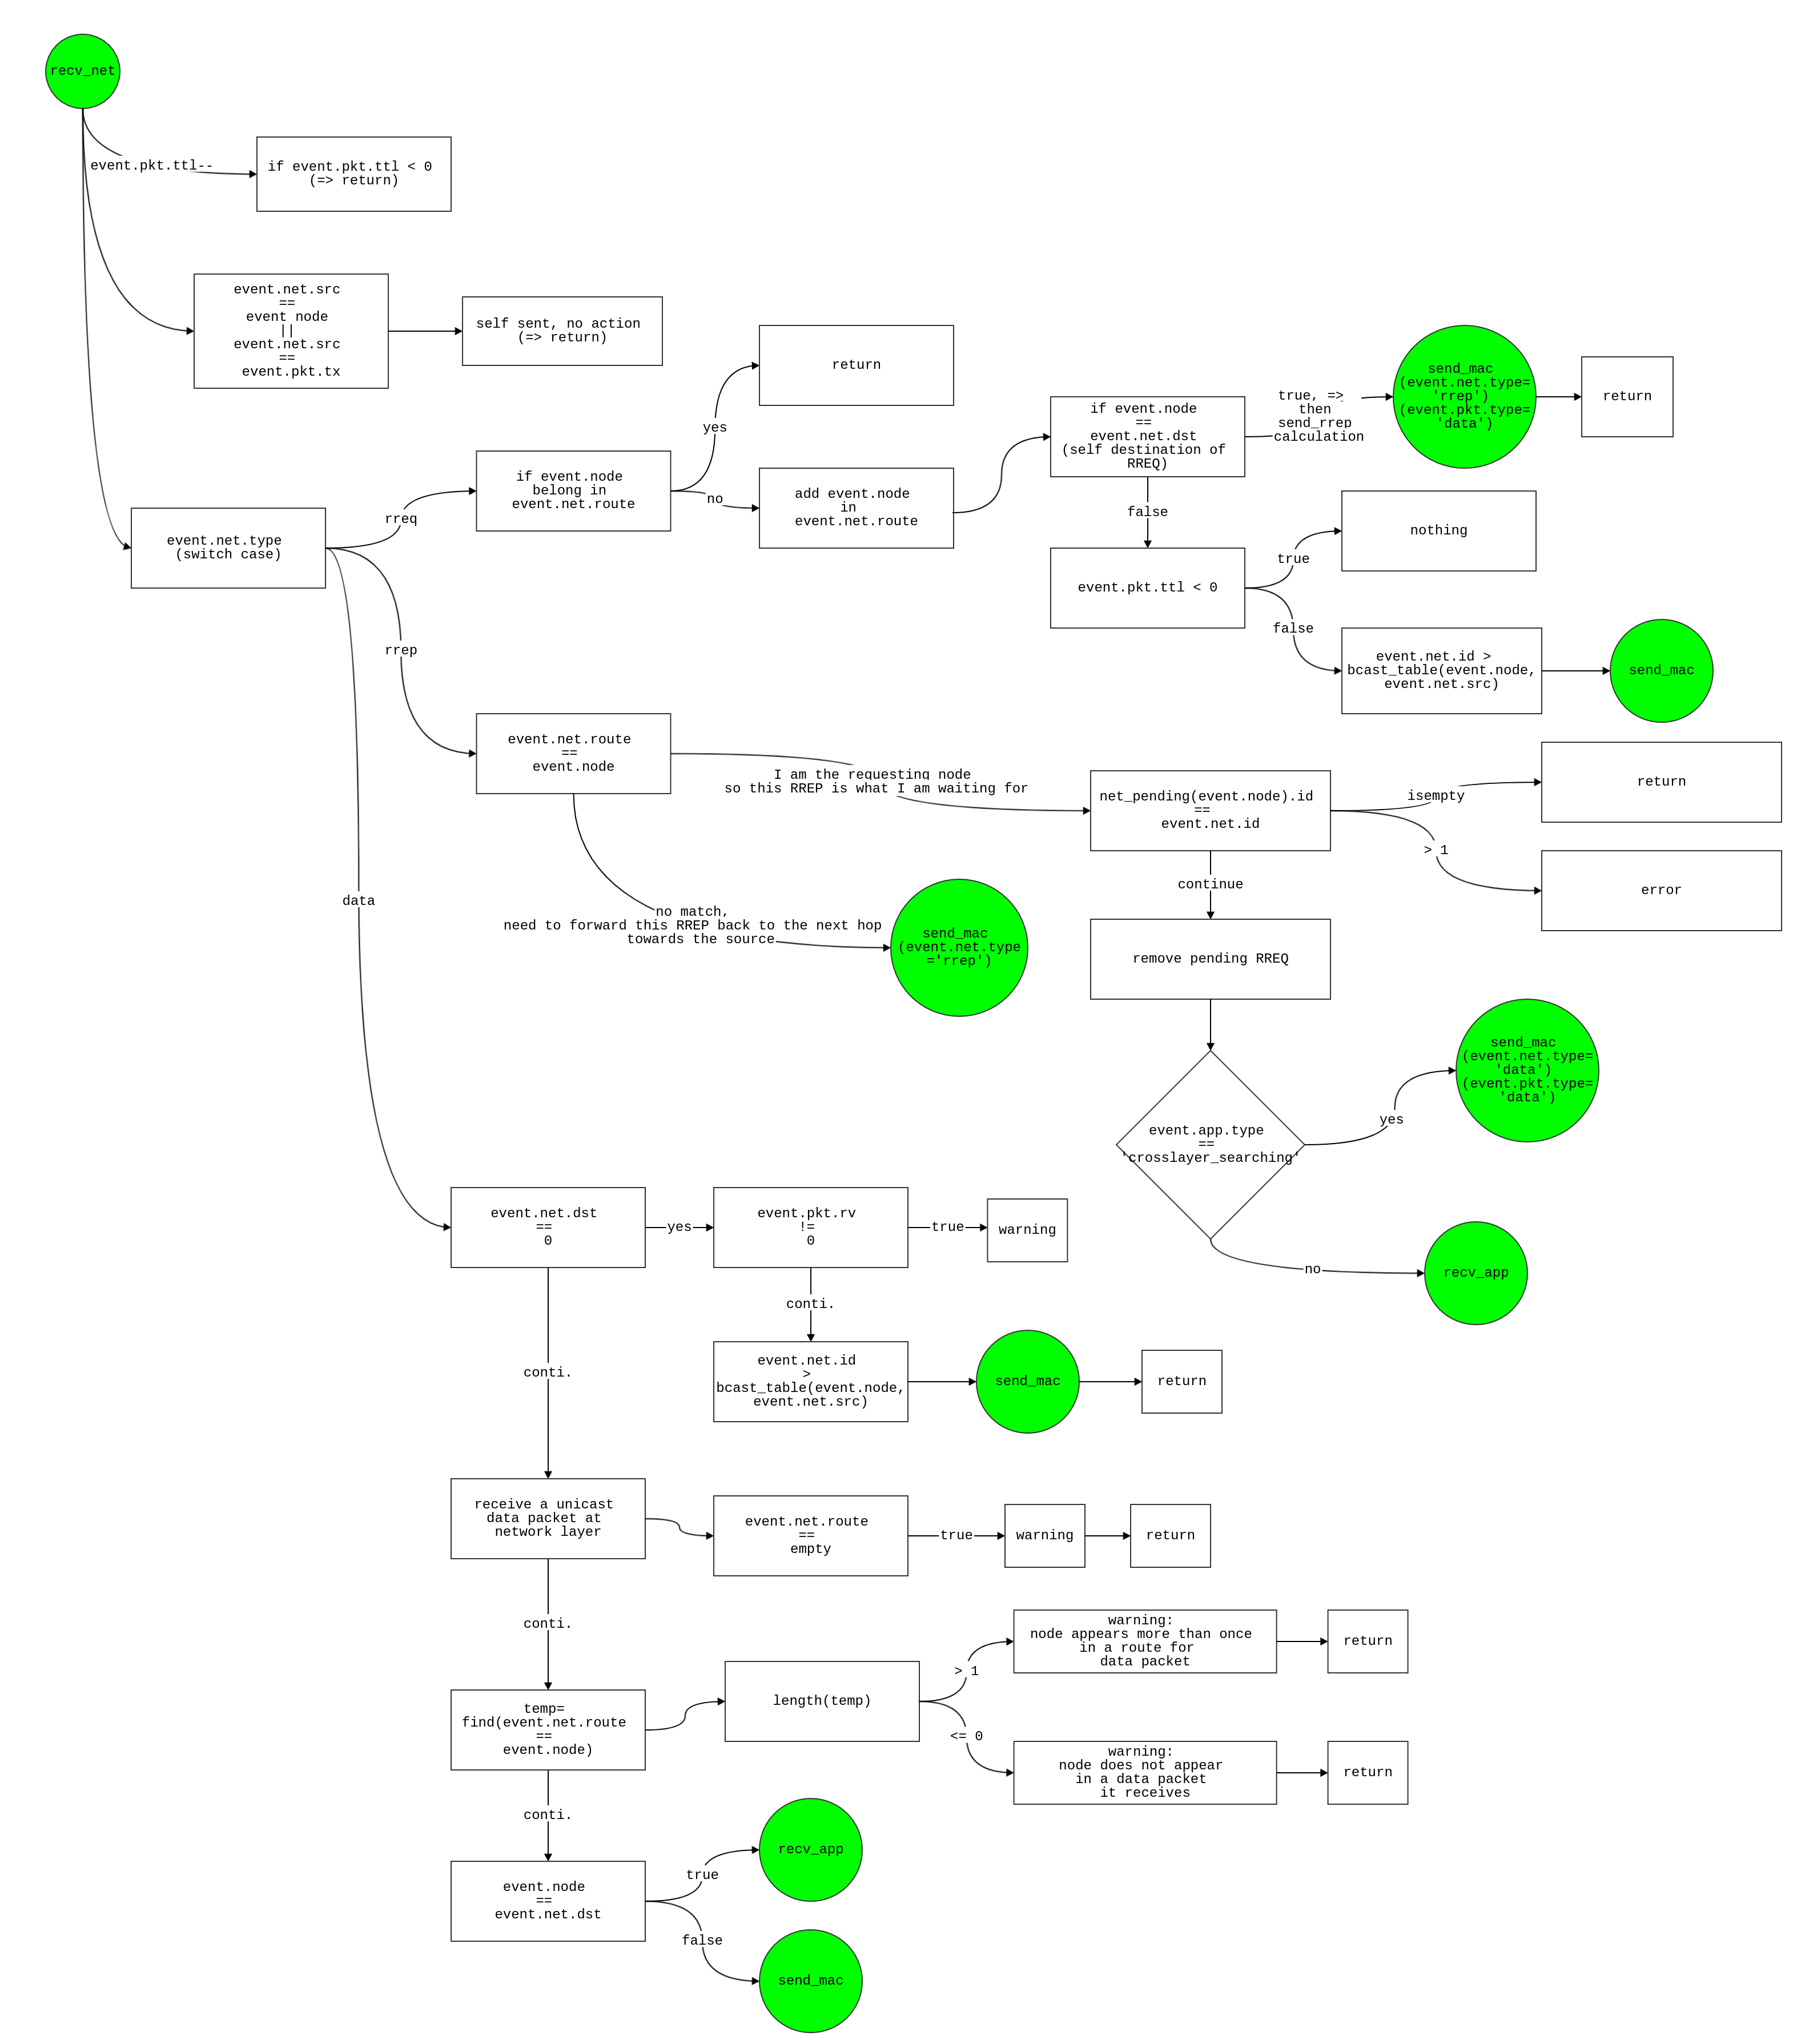 recv_net
event.pkt.ttl--
if event.pkt.ttl < 0
(=> return)
event.net.src
==
event node
||
event.net.src
==
event.pkt.tx
self sent, no action
(=> return)
event.net.type
(switch case)
rreq
if event.node
belong in
event.net.route
yes
return
no
add event.node
in
event.net.route
if event.node
==
event.net.dst
(self destination of
RREQ)
true, =>
then
send_rrep
calculation
send_mac
(event.net.type=
'rrep')
(event.pkt.type=
'data')
return
false
event.pkt.ttl < 0
true
nothing
false
event.net.id >
bcast_table(event.node,
event.net.src)
send_mac
rrep
event.net.route
==
event.node
I am the requesting node
so this RREP is what I am waiting for
net_pending(event.node).id
==
event.net.id
isempty
return
> 1
error
continue
remove pending RREQ
no match,
need to forward this RREP back to the next hop
towards the source
send_mac
(event.net.type
='rrep')
event.app.type
==
'crosslayer_searching'
yes
send_mac
(event.net.type=
'data')
(event.pkt.type=
'data')
no
recv_app
data
event.net.dst
==
0
yes
event.pkt.rv
!=
0
true
warning
conti.
event.net.id
>
bcast_table(event.node,
event.net.src)
send_mac
return
conti.
receive a unicast
data packet at
network layer
event.net.route
==
empty
true
warning
return
conti.
temp=
find(event.net.route
==
event.node)
length(temp)
> 1
warning:
node appears more than once
in a route for
data packet
return
<= 0
warning:
node does not appear
in a data packet
it receives
return
conti.
event.node
==
event.net.dst
true
recv_app
false
send_mac